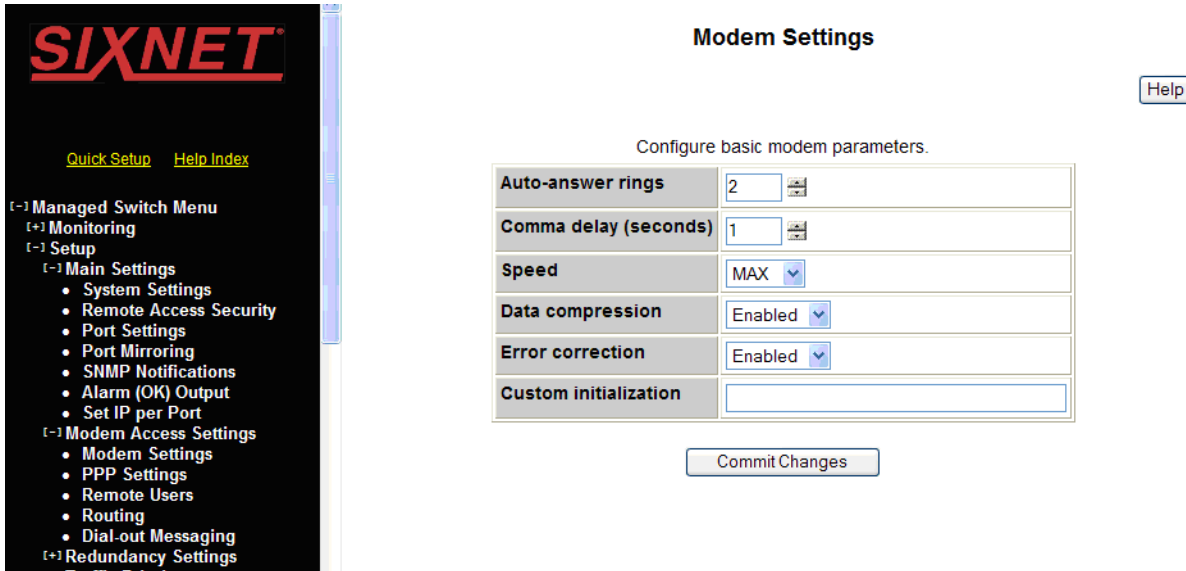 SIXNET®
Quick Setup Help Index
[-] Managed Switch Menu
[+] Monitoring
[-] Setup
[-] Main Settings
• System Settings
• Remote Access Security
• Port Settings
• Port Mirroring
• SNMP Notifications
• Alarm (OK) Output
• Set IP per Port
[-] Modem Access Settings
• Modem Settings
• PPP Settings
• Remote Users
• Routing
• Dial-out Messaging
[+] Redundancy Settings
Modem Settings
Help
Configure basic modem parameters.
Auto-answer rings 2
Comma delay (seconds) 1
Speed MAX
Data compression Enabled
Error correction Enabled
Custom initialization
Commit Changes